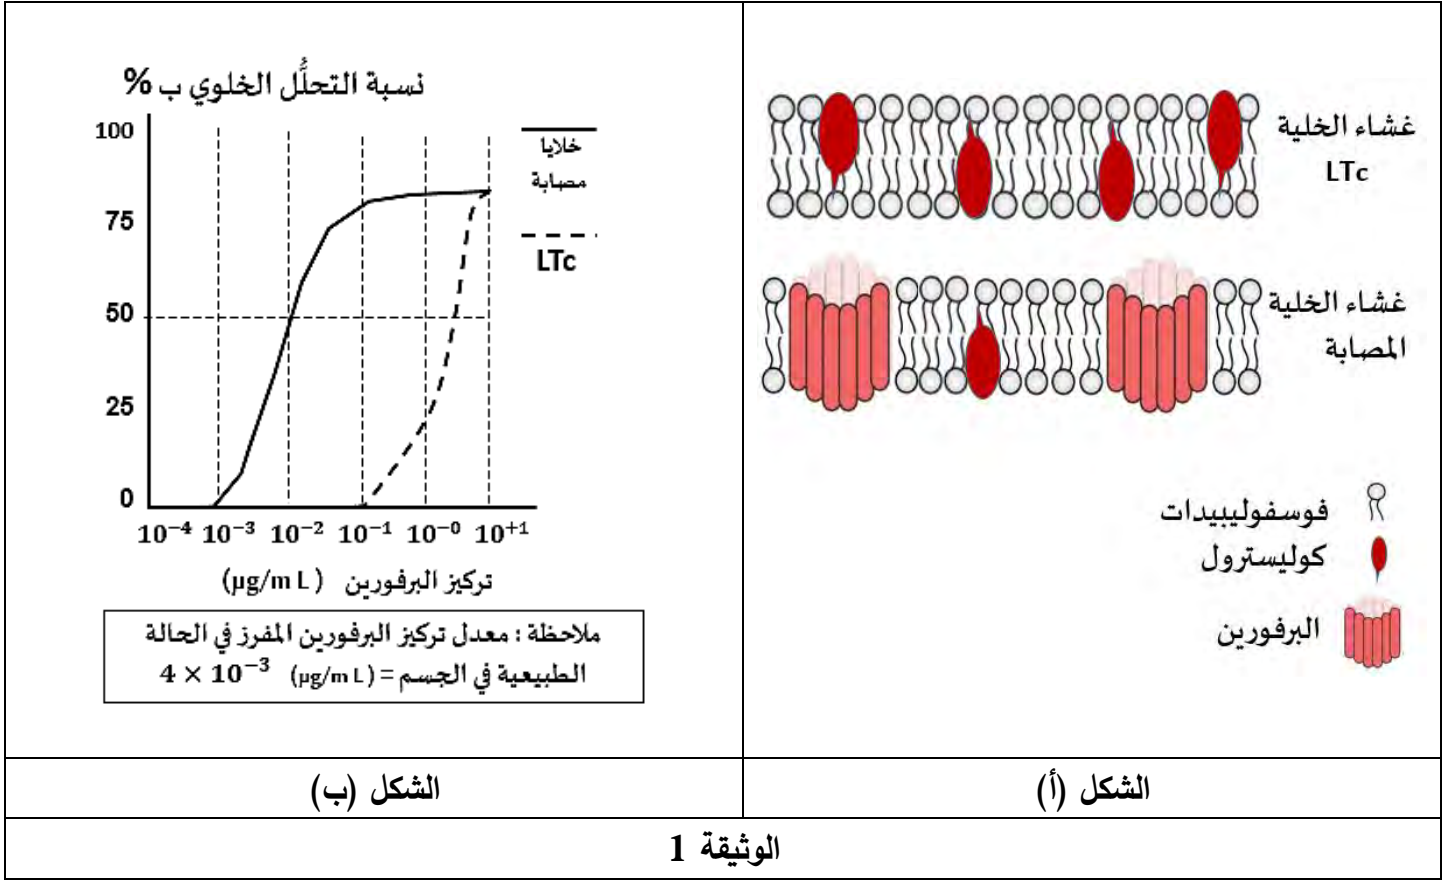 غشاء الخلية
LTc
غشاء الخلية
المصابة
فوسفوليبيدات
كوليسترول
البرفورين
نسبة التحلُّل الخلوي ب %
100
75
50
25
0
10⁻⁴ 10⁻³ 10⁻² 10⁻¹ 10⁻⁰ 10⁺¹
تركيز البرفورين (µg/m L)
خلايا
مصابة
LTc
ملاحظة : معدل تركيز البرفورين المفرز في الحالة
الطبيعية في الجسم = (µg/m L) 4 × 10⁻³
الشكل (أ)
الشكل (ب)
الوثيقة 1